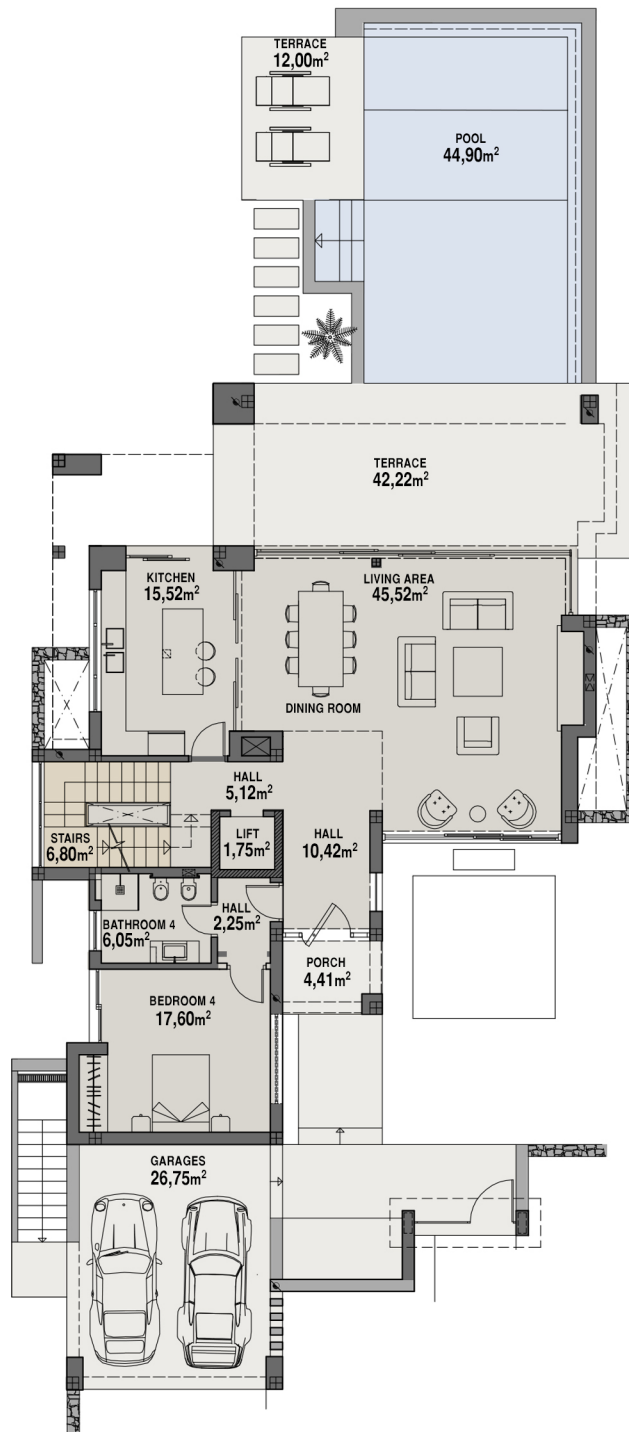 TERRACE
12,00m²
POOL
44,90m²
TERRACE
42,22m²
KITCHEN
15,52m²
LIVING AREA
45,52m²
DINING ROOM
HALL
5,12m²
STAIRS
6,80m²
LIFT
1,75m²
HALL
10,42m²
BATHROOM 4
6,05m²
HALL
2,25m²
PORCH
4,41m²
BEDROOM 4
17,60m²
GARAGES
26,75m²